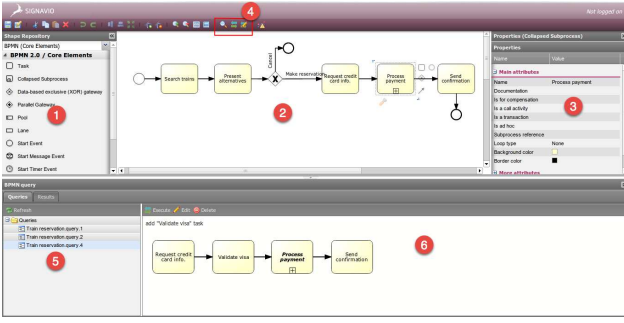 SIGNAVIO
Not logged on
4
Shape Repository
BPMN (Core Elements)
BPMN 2.0 / Core Elements
Task
Collapsed Subprocess
Data-based exclusive (XOR) gateway
Parallel Gateway
Pool
Lane
Start Event
Start Message Event
Start Timer Event
1
Search trains
Present
alternatives
Cancel
Make reservation
Request credit
card info.
Process
payment
Send
confirmation
2
Properties (Collapsed Subprocess)
Properties
Name
Value
Main attributes
Name
Process payment
Documentation
Is for compensation
Is a call activity
Is a transaction
Is ad hoc
Subprocess reference
Loop type
None
Background color
Border color
More attributes
3
BPMN query
Queries
Results
Refresh
Queries
Train reservation.query.1
Train reservation.query.2
Train reservation.query.4
5
Execute
Edit
Delete
add "Validate visa" task
Request credit
card info.
Validate visa
Process
payment
Send
confirmation
6